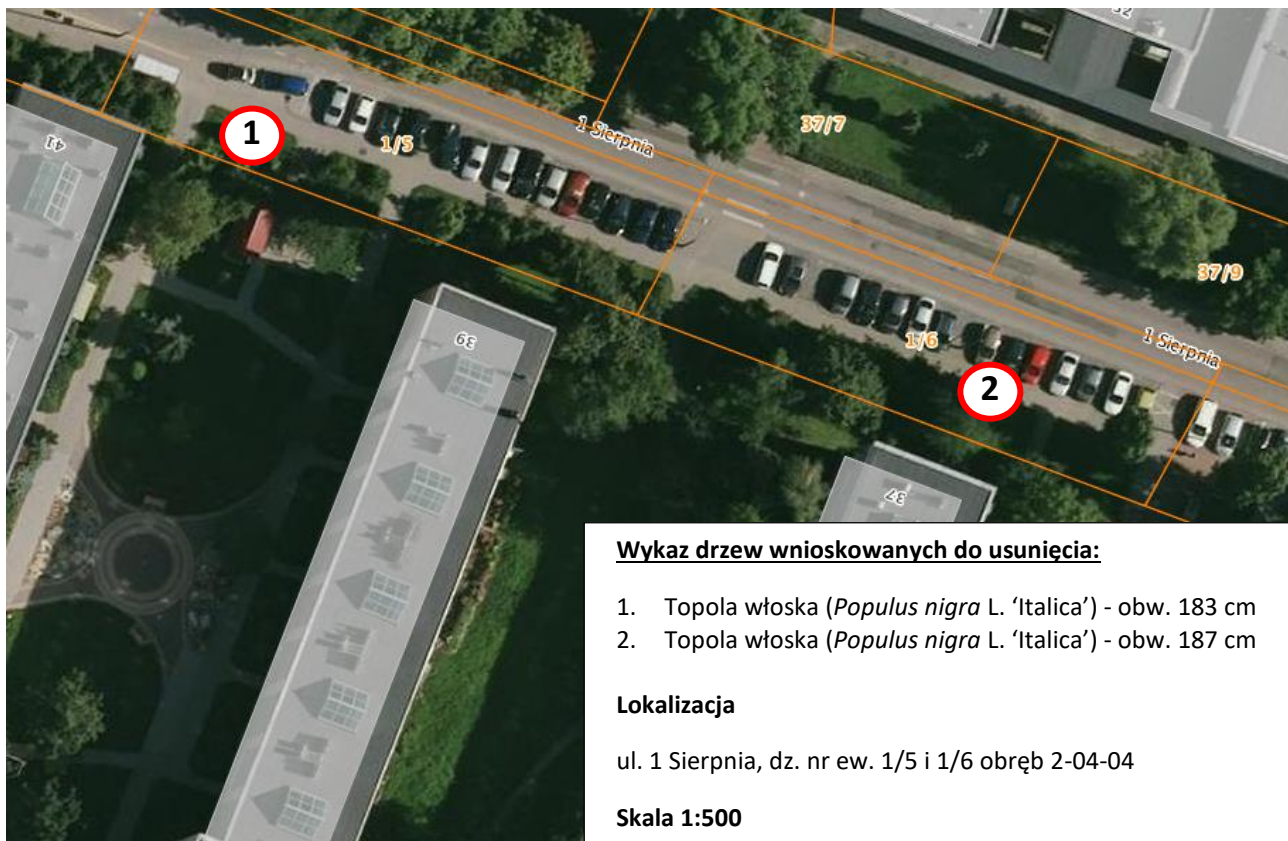 32
41
1
1/5
1 Sierpnia
37/7
37/9
39
1/6
1 Sierpnia
2
37
Wykaz drzew wnioskowanych do usunięcia:
1. Topola włoska (Populus nigra L. ‘Italica’) - obw. 183 cm
2. Topola włoska (Populus nigra L. ‘Italica’) - obw. 187 cm
Lokalizacja
ul. 1 Sierpnia, dz. nr ew. 1/5 i 1/6 obręb 2-04-04
Skala 1:500